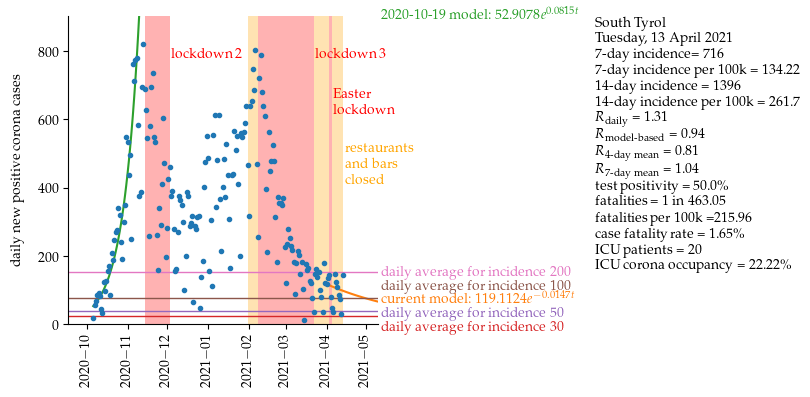 2020-10-19 model: 52.9078e^0.0815t
daily new positive corona cases
800
600
400
200
0
lockdown 2
lockdown 3
Easter
lockdown
restaurants
and bars
closed
daily average for incidence 200
daily average for incidence 100
current model: 119.1124e^−0.0147t
daily average for incidence 50
daily average for incidence 30
2020−10
2020−11
2020−12
2021−01
2021−02
2021−03
2021−04
2021−05
South Tyrol
Tuesday, 13 April 2021
7-day incidence= 716
7-day incidence per 100k = 134.22
14-day incidence = 1396
14-day incidence per 100k = 261.7
R_daily = 1.31
R_model-based = 0.94
R_4-day mean = 0.81
R_7-day mean = 1.04
test positivity = 50.0%
fatalities = 1 in 463.05
fatalities per 100k =215.96
case fatality rate = 1.65%
ICU patients = 20
ICU corona occupancy = 22.22%